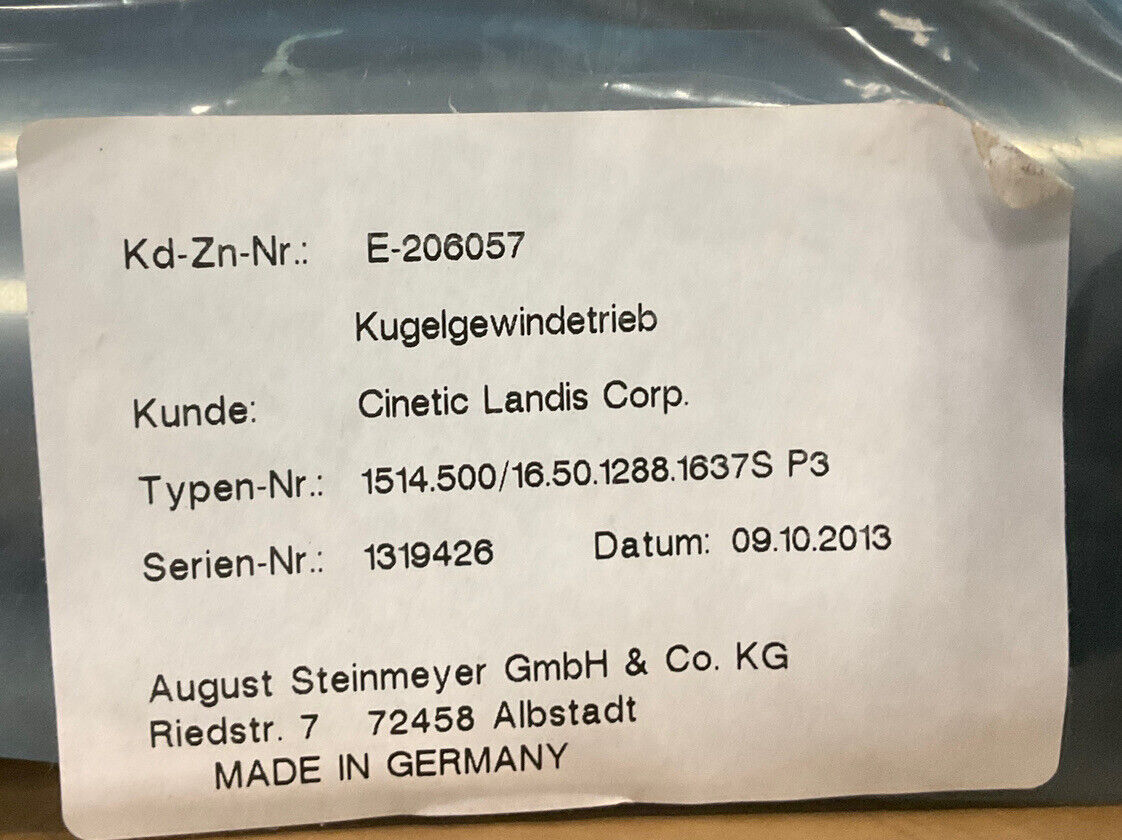 Kd-Zn-Nr.: E-206057
Kugelgewindetrieb
Kunde: Cinetic Landis Corp.
Typen-Nr.: 1514.500/16.50.1288.1637S P3
Serien-Nr.: 1319426 Datum: 09.10.2013
August Steinmeyer GmbH & Co. KG
Riedstr. 7 72458 Albstadt
MADE IN GERMANY